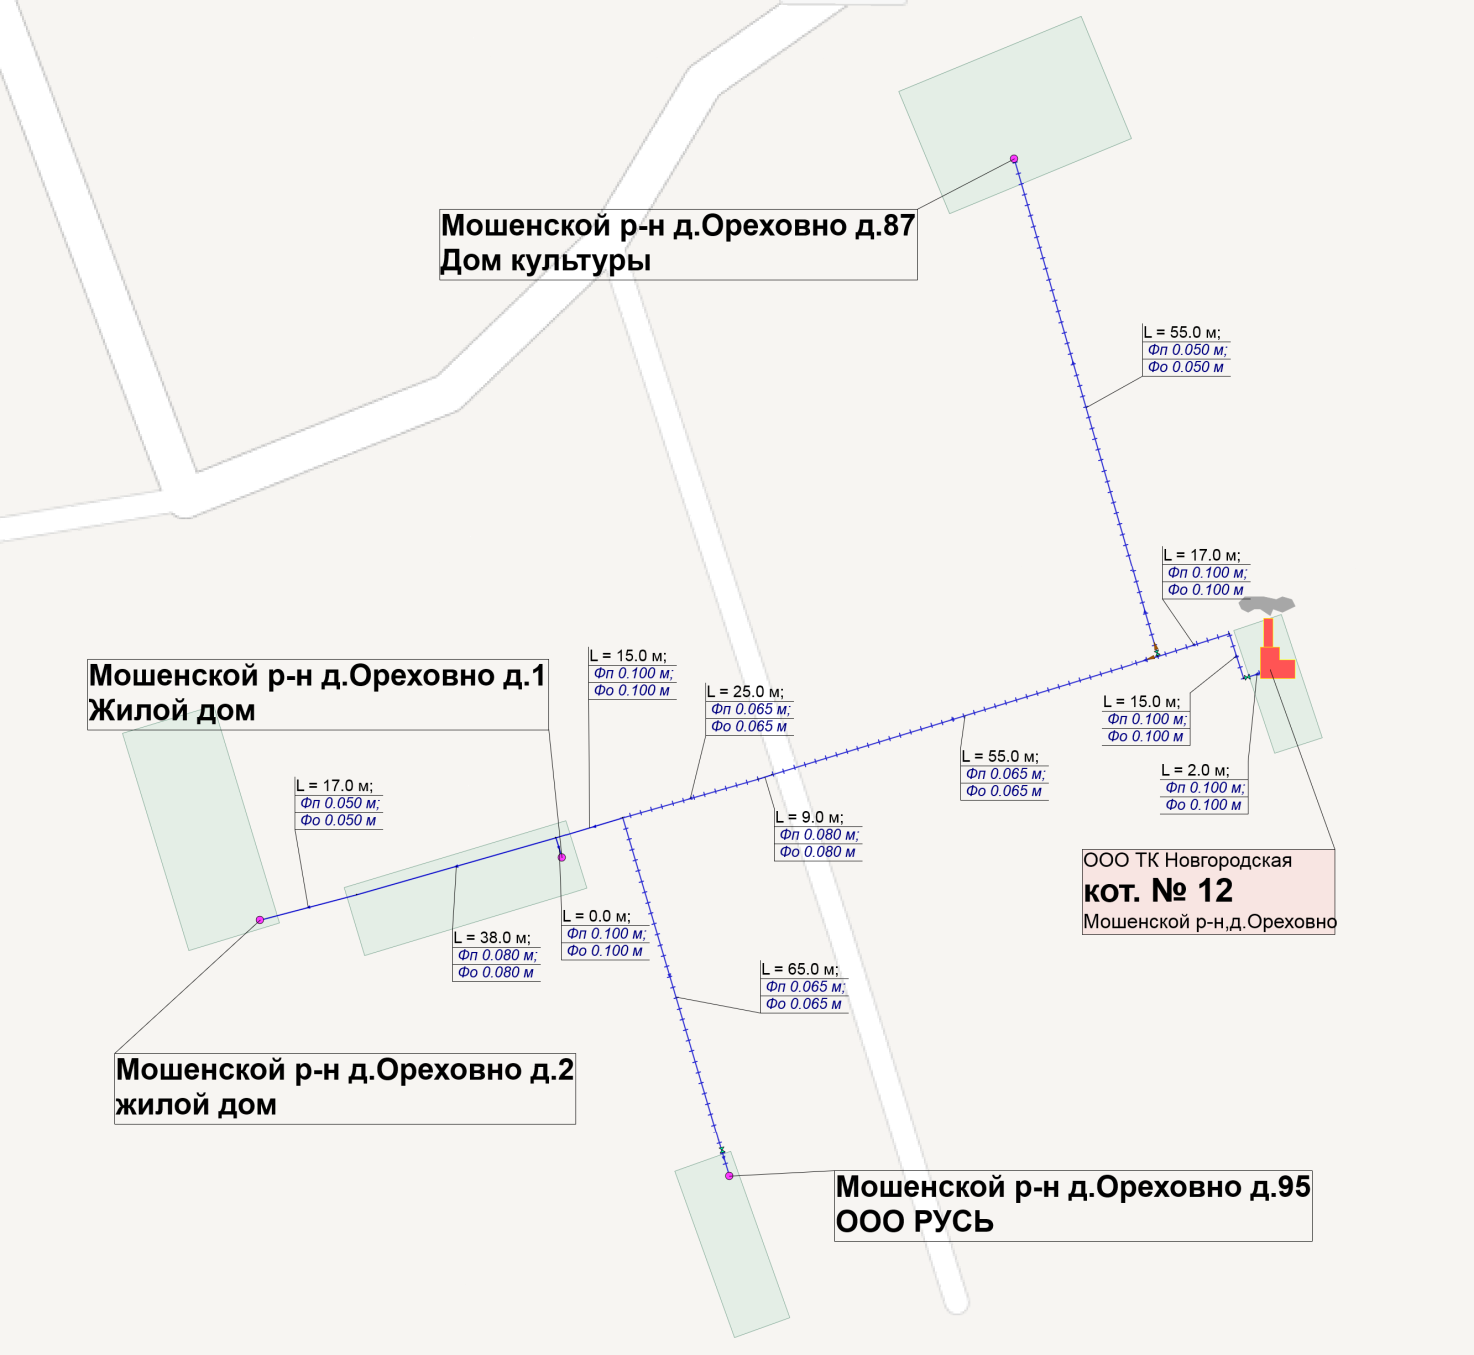 Мошенской р-н д.Ореховно д.87
Дом культуры
L = 55.0 м;
Фп 0.050 м;
Фо 0.050 м
L = 17.0 м;
Фп 0.100 м;
Фо 0.100 м
L = 15.0 м;
Фп 0.100 м;
Фо 0.100 м
Мошенской р-н д.Ореховно д.1
Жилой дом
L = 25.0 м;
Фп 0.065 м;
Фо 0.065 м
L = 15.0 м;
Фп 0.100 м;
Фо 0.100 м
L = 55.0 м;
Фп 0.065 м;
Фо 0.065 м
L = 2.0 м;
Фп 0.100 м;
Фо 0.100 м
L = 17.0 м;
Фп 0.050 м;
Фо 0.050 м
L = 9.0 м;
Фп 0.080 м;
Фо 0.080 м
ООО ТК Новгородская
кот. № 12
Мошенской р-н,д.Ореховно
L = 0.0 м;
Фп 0.100 м;
Фо 0.100 м
L = 38.0 м;
Фп 0.080 м;
Фо 0.080 м
L = 65.0 м;
Фп 0.065 м;
Фо 0.065 м
Мошенской р-н д.Ореховно д.2
жилой дом
Мошенской р-н д.Ореховно д.95
ООО РУСЬ